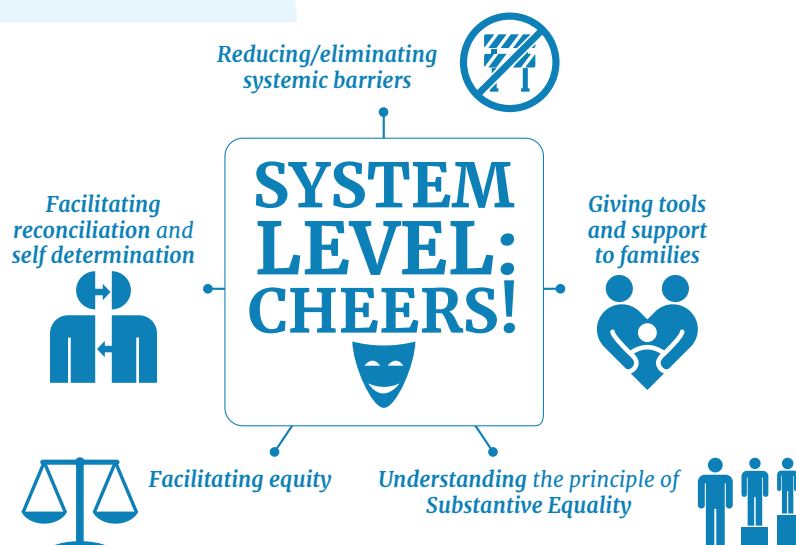 Reducing/eliminating
systemic barriers
SYSTEM
LEVEL:
CHEERS!
Facilitating
reconciliation and
self determination
Giving tools
and support
to families
Facilitating equity
Understanding the principle of
Substantive Equality